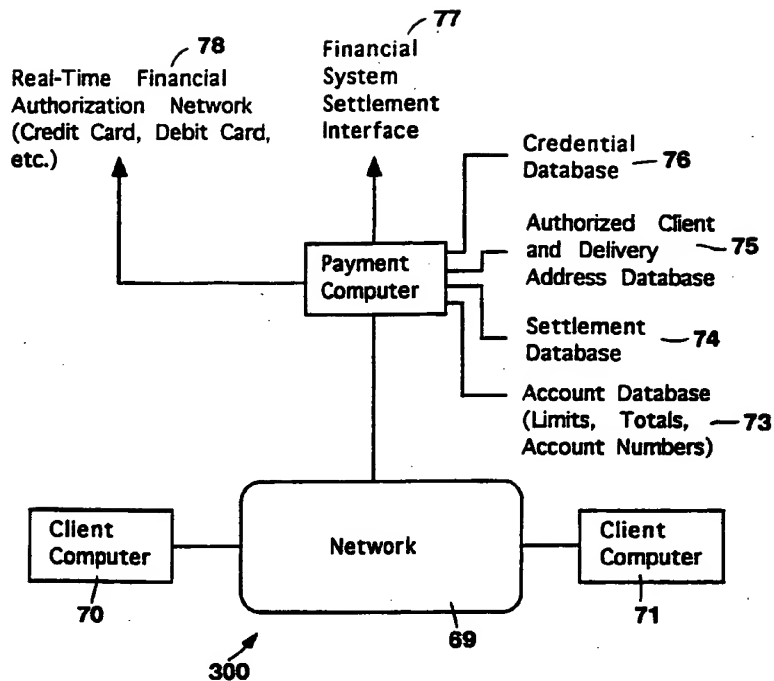 78
Real-Time Financial
Authorization Network
(Credit Card, Debit Card,
etc.)
77
Financial
System
Settlement
Interface
Credential
Database
76
Authorized Client
and Delivery
Address Database
75
Payment
Computer
Settlement
Database
74
Account Database
(Limits, Totals,
Account Numbers)
73
Client
Computer
70
Network
69
Client
Computer
71
300